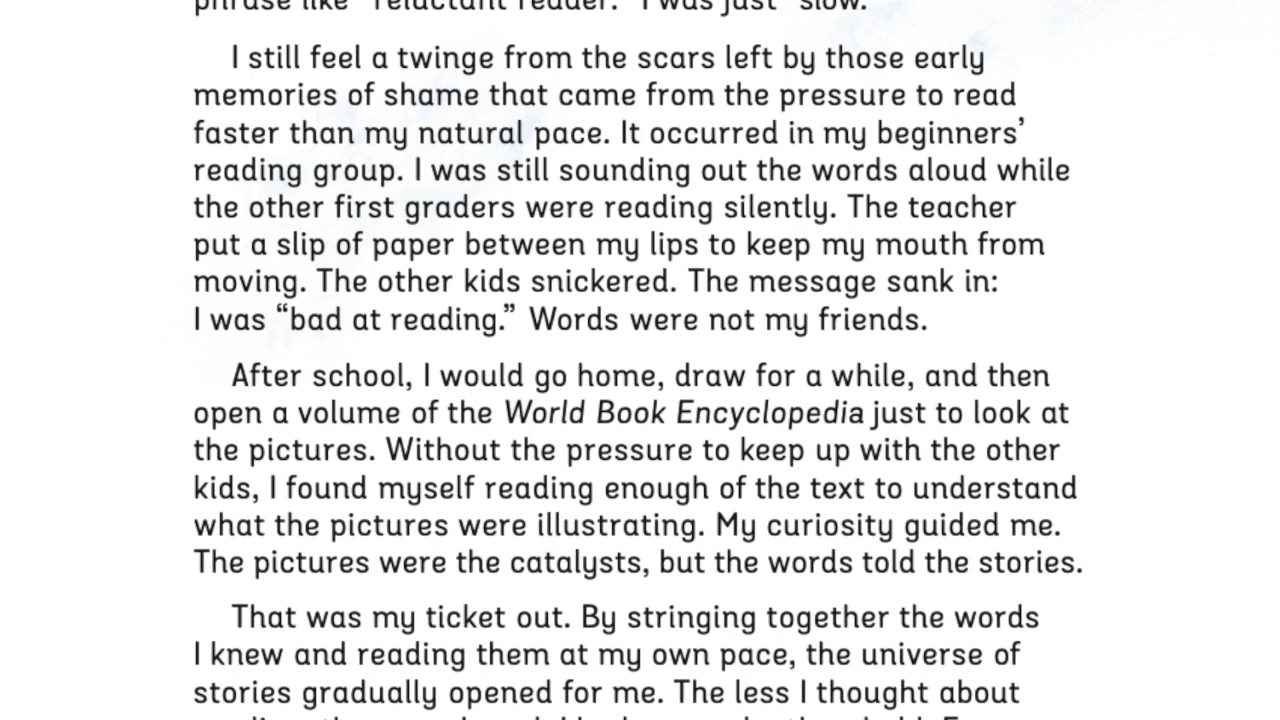 phrase like "reluctant reader." I was just "slow."
I still feel a twinge from the scars left by those early
memories of shame that came from the pressure to read
faster than my natural pace. It occurred in my beginners’
reading group. I was still sounding out the words aloud while
the other first graders were reading silently. The teacher
put a slip of paper between my lips to keep my mouth from
moving. The other kids snickered. The message sank in:
I was “bad at reading.” Words were not my friends.
After school, I would go home, draw for a while, and then
open a volume of the World Book Encyclopedia just to look at
the pictures. Without the pressure to keep up with the other
kids, I found myself reading enough of the text to understand
what the pictures were illustrating. My curiosity guided me.
The pictures were the catalysts, but the words told the stories.
That was my ticket out. By stringing together the words
I knew and reading them at my own pace, the universe of
stories gradually opened for me. The less I thought about